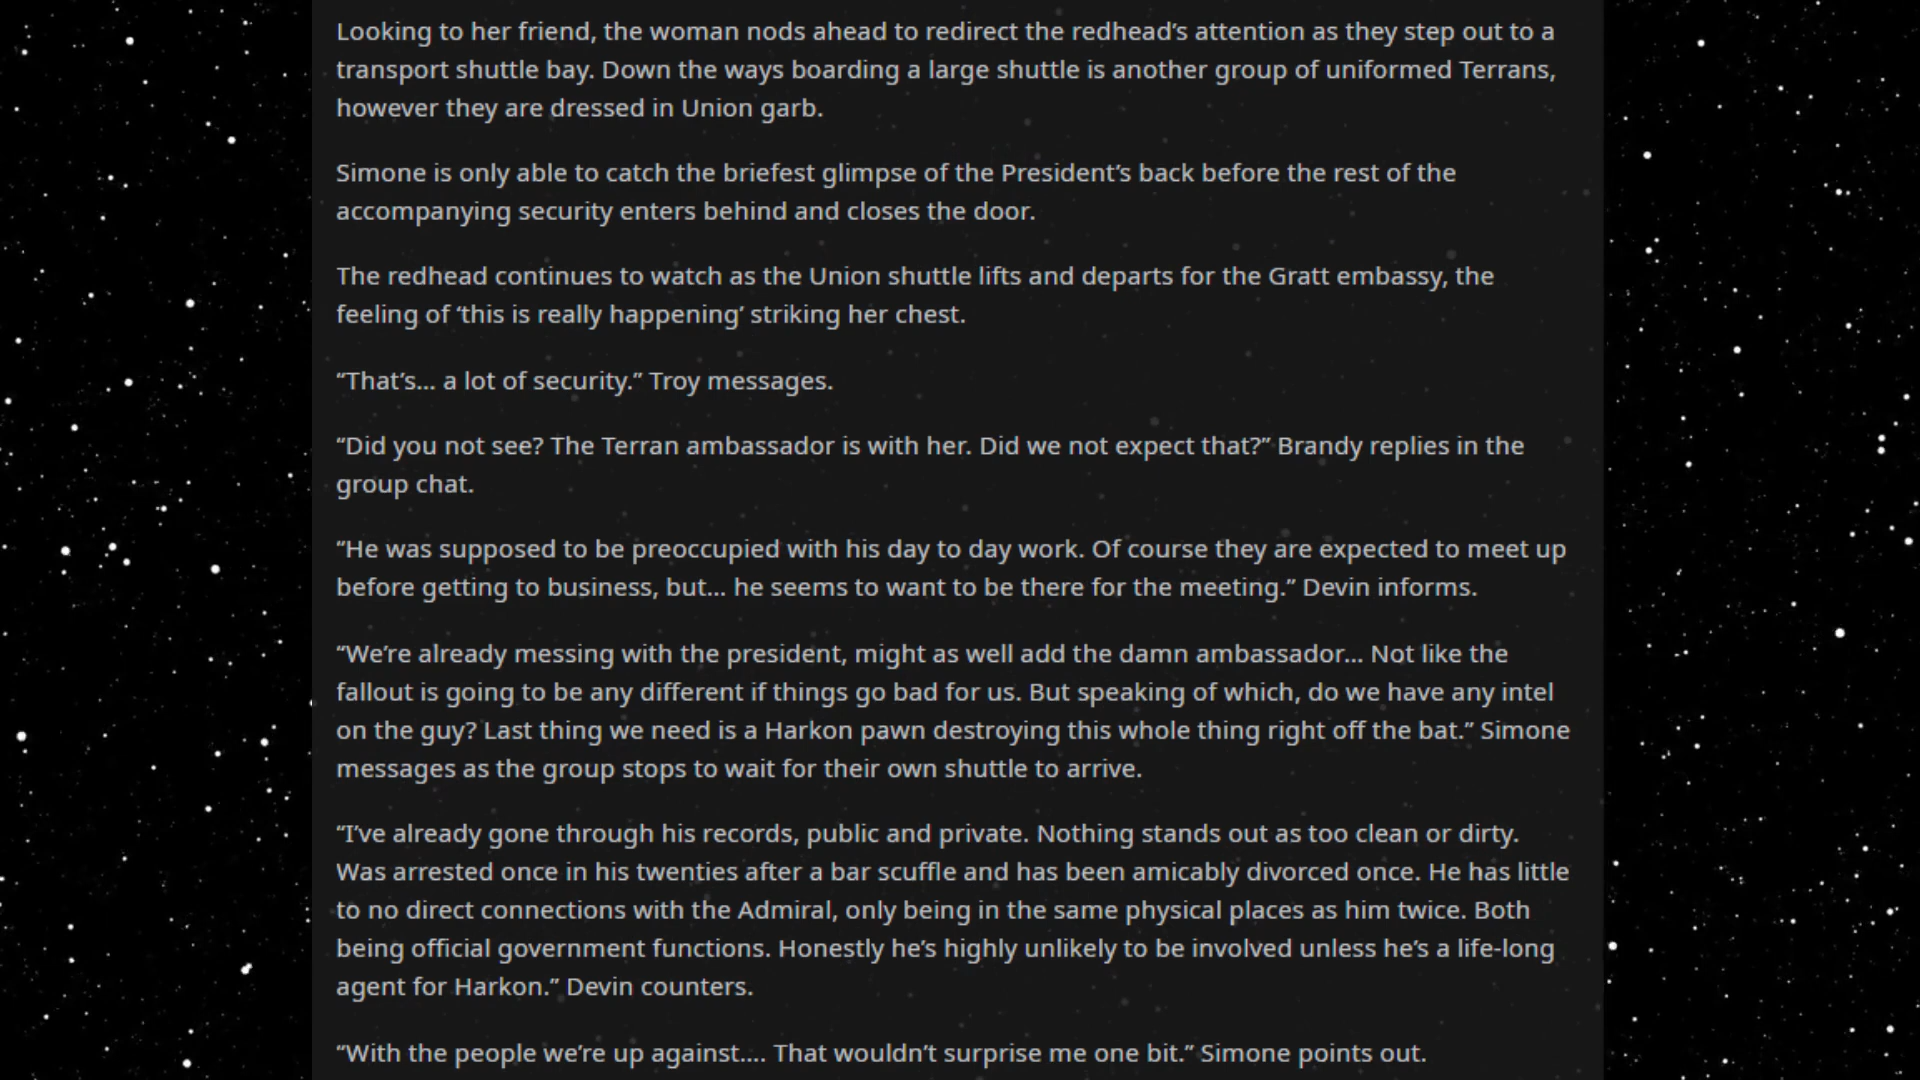 Looking to her friend, the woman nods ahead to redirect the redhead’s attention as they step out to a
transport shuttle bay. Down the ways boarding a large shuttle is another group of uniformed Terrans,
however they are dressed in Union garb.
Simone is only able to catch the briefest glimpse of the President’s back before the rest of the
accompanying security enters behind and closes the door.
The redhead continues to watch as the Union shuttle lifts and departs for the Gratt embassy, the
feeling of ‘this is really happening’ striking her chest.
“That’s… a lot of security.” Troy messages.
“Did you not see? The Terran ambassador is with her. Did we not expect that?” Brandy replies in the
group chat.
“He was supposed to be preoccupied with his day to day work. Of course they are expected to meet up
before getting to business, but… he seems to want to be there for the meeting.” Devin informs.
“We’re already messing with the president, might as well add the damn ambassador… Not like the
fallout is going to be any different if things go bad for us. But speaking of which, do we have any intel
on the guy? Last thing we need is a Harkon pawn destroying this whole thing right off the bat.” Simone
messages as the group stops to wait for their own shuttle to arrive.
“I’ve already gone through his records, public and private. Nothing stands out as too clean or dirty.
Was arrested once in his twenties after a bar scuffle and has been amicably divorced once. He has little
to no direct connections with the Admiral, only being in the same physical places as him twice. Both
being official government functions. Honestly he’s highly unlikely to be involved unless he’s a life-long
agent for Harkon.” Devin counters.
“With the people we’re up against…. That wouldn’t surprise me one bit.” Simone points out.